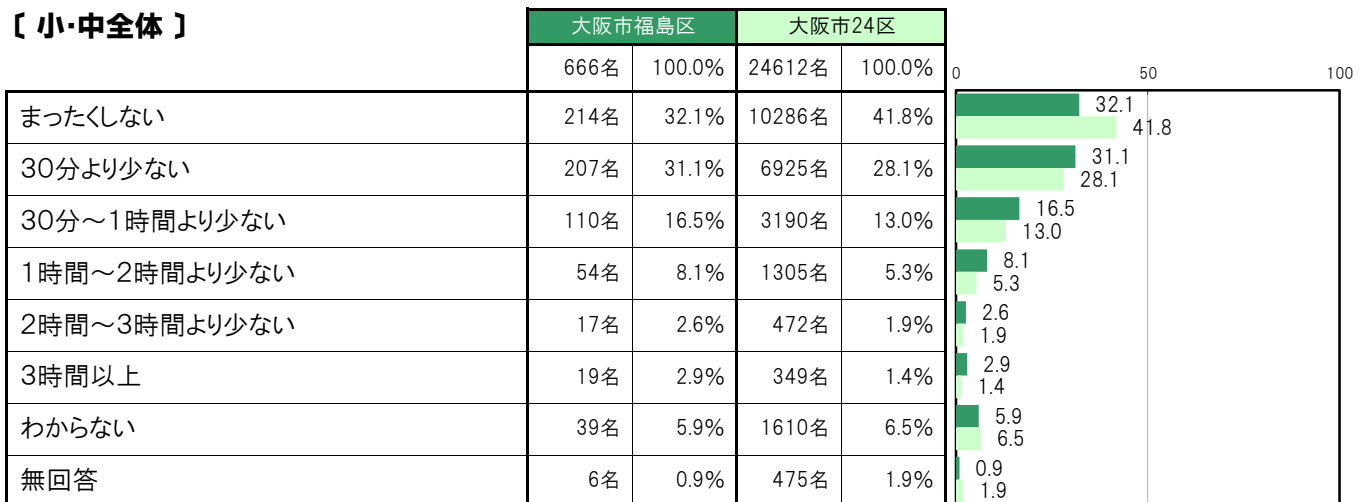 〔 小・中全体 〕
大阪市福島区 大阪市24区
666名 100.0% 24612名 100.0%
0 50 100
まったくしない 214名 32.1% 10286名 41.8% 32.1
41.8
30分より少ない 207名 31.1% 6925名 28.1% 31.1
28.1
30分～1時間より少ない 110名 16.5% 3190名 13.0% 16.5
13.0
1時間～2時間より少ない 54名 8.1% 1305名 5.3% 8.1
5.3
2時間～3時間より少ない 17名 2.6% 472名 1.9% 2.6
1.9
3時間以上 19名 2.9% 349名 1.4% 2.9
1.4
わからない 39名 5.9% 1610名 6.5% 5.9
6.5
無回答 6名 0.9% 475名 1.9% 0.9
1.9